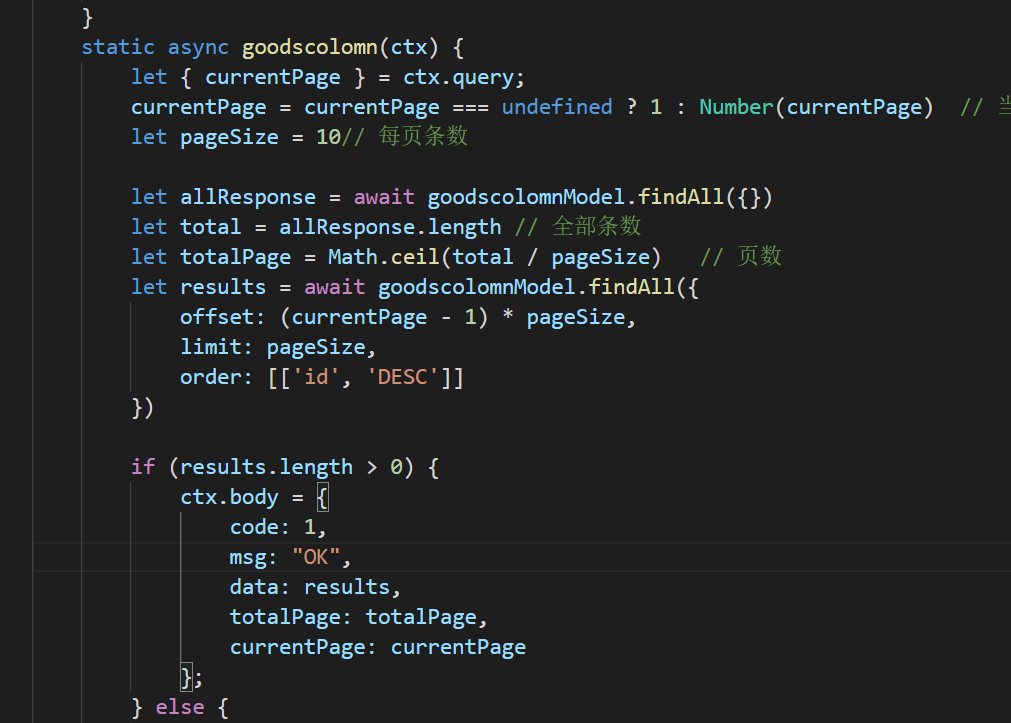 }
static async goodscolomn(ctx) {
let { currentPage } = ctx.query;
currentPage = currentPage === undefined ? 1 : Number(currentPage)  // 当
let pageSize = 10// 每页条数
let allResponse = await goodscolomnModel.findAll({})
let total = allResponse.length // 全部条数
let totalPage = Math.ceil(total / pageSize)   // 页数
let results = await goodscolomnModel.findAll({
offset: (currentPage - 1) * pageSize,
limit: pageSize,
order: [['id', 'DESC']]
})
if (results.length > 0) {
ctx.body = {
code: 1,
msg: "OK",
data: results,
totalPage: totalPage,
currentPage: currentPage
};
} else {